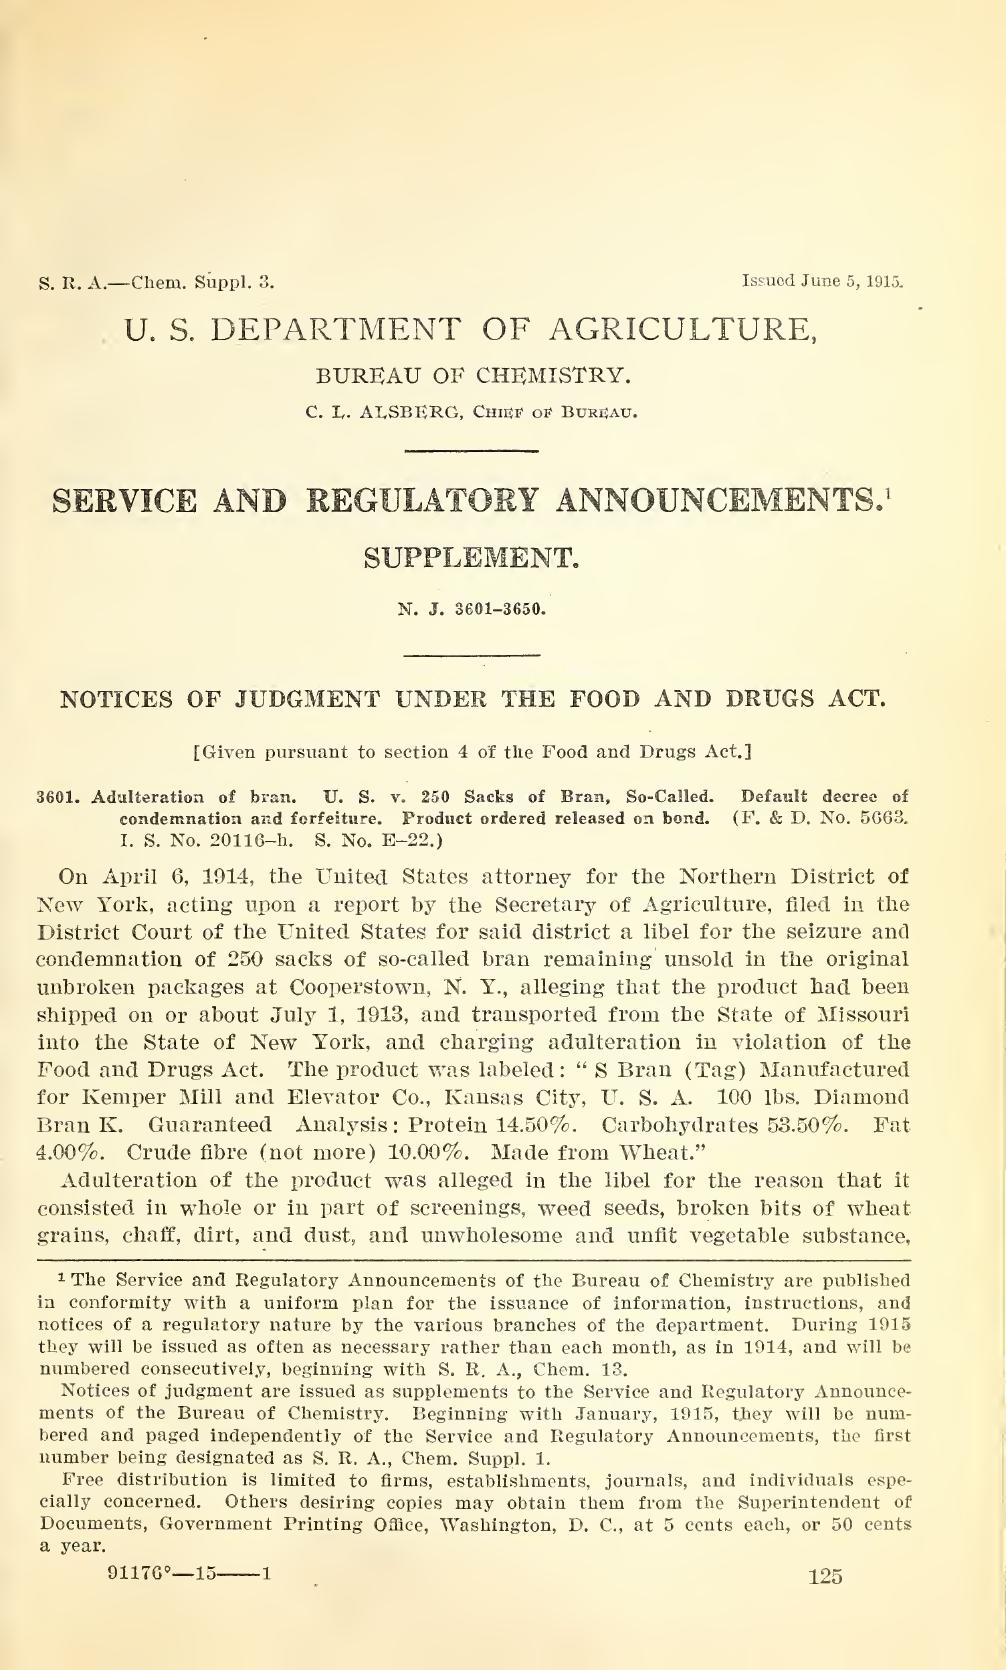 S. R. A.—Chem. Suppl. 3.
Issued June 5, 1915.
U. S. DEPARTMENT OF AGRICULTURE,
BUREAU OF CHEMISTRY.
C. L. ALSBERG, CHIEF OF BUREAU.
SERVICE AND REGULATORY ANNOUNCEMENTS.¹
SUPPLEMENT.
N. J. 3601–3650.
NOTICES OF JUDGMENT UNDER THE FOOD AND DRUGS ACT.
[Given pursuant to section 4 of the Food and Drugs Act.]
3601. Adulteration of bran. U. S. v. 250 Sacks of Bran, So-Called. Default decree of
condemnation and forfeiture. Product ordered released on bond. (F. & D. No. 5663.
I. S. No. 20116–h. S. No. E–22.)
On April 6, 1914, the United States attorney for the Northern District of
New York, acting upon a report by the Secretary of Agriculture, filed in the
District Court of the United States for said district a libel for the seizure and
condemnation of 250 sacks of so-called bran remaining unsold in the original
unbroken packages at Cooperstown, N. Y., alleging that the product had been
shipped on or about July 1, 1913, and transported from the State of Missouri
into the State of New York, and charging adulteration in violation of the
Food and Drugs Act. The product was labeled: “ S Bran (Tag) Manufactured
for Kemper Mill and Elevator Co., Kansas City, U. S. A. 100 lbs. Diamond
Bran K. Guaranteed Analysis: Protein 14.50%. Carbohydrates 53.50%. Fat
4.00%. Crude fibre (not more) 10.00%. Made from Wheat.”
Adulteration of the product was alleged in the libel for the reason that it
consisted in whole or in part of screenings, weed seeds, broken bits of wheat
grains, chaff, dirt, and dust, and unwholesome and unfit vegetable substance,
¹ The Service and Regulatory Announcements of the Bureau of Chemistry are published
in conformity with a uniform plan for the issuance of information, instructions, and
notices of a regulatory nature by the various branches of the department. During 1915
they will be issued as often as necessary rather than each month, as in 1914, and will be
numbered consecutively, beginning with S. R. A., Chem. 13.
Notices of judgment are issued as supplements to the Service and Regulatory Announce-
ments of the Bureau of Chemistry. Beginning with January, 1915, they will be num-
bered and paged independently of the Service and Regulatory Announcements, the first
number being designated as S. R. A., Chem. Suppl. 1.
Free distribution is limited to firms, establishments, journals, and individuals espe-
cially concerned. Others desiring copies may obtain them from the Superintendent of
Documents, Government Printing Office, Washington, D. C., at 5 cents each, or 50 cents
a year.
91176°—15——1
125